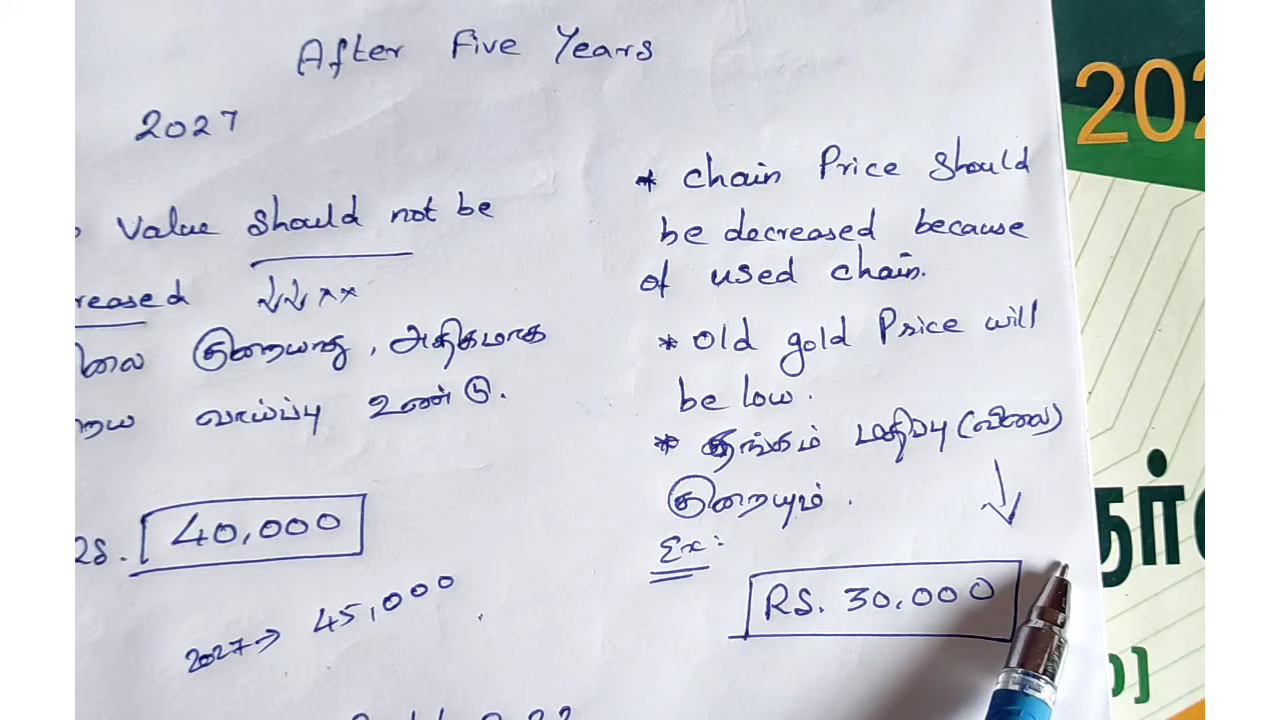 After Five Years
2027
Value should not be
reased ↓↓××
லை குறையாது, அதிகமாக
றைய வாய்ப்பு உண்டு.
RS. 40,000
2027→ 45,000
* Chain Price should
be decreased because
of used chain.
* Old gold Price will
be low.
* தங்கம் மதிப்பு (விலை)
குறையும்.
Ex:
RS. 30,000
202